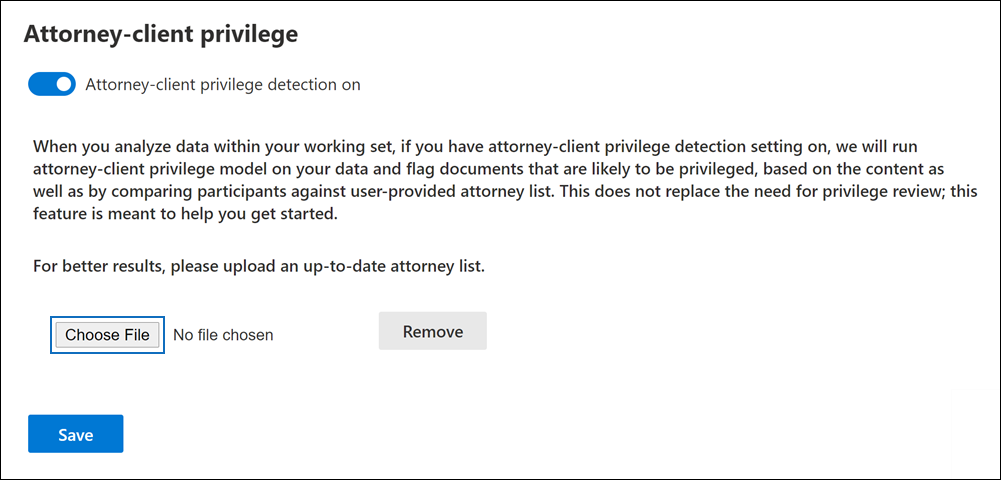 Attorney-client privilege
Attorney-client privilege detection on
When you analyze data within your working set, if you have attorney-client privilege detection setting on, we will run
attorney-client privilege model on your data and flag documents that are likely to be privileged, based on the content as
well as by comparing participants against user-provided attorney list. This does not replace the need for privilege review; this
feature is meant to help you get started.
For better results, please upload an up-to-date attorney list.
Choose File No file chosen Remove
Save